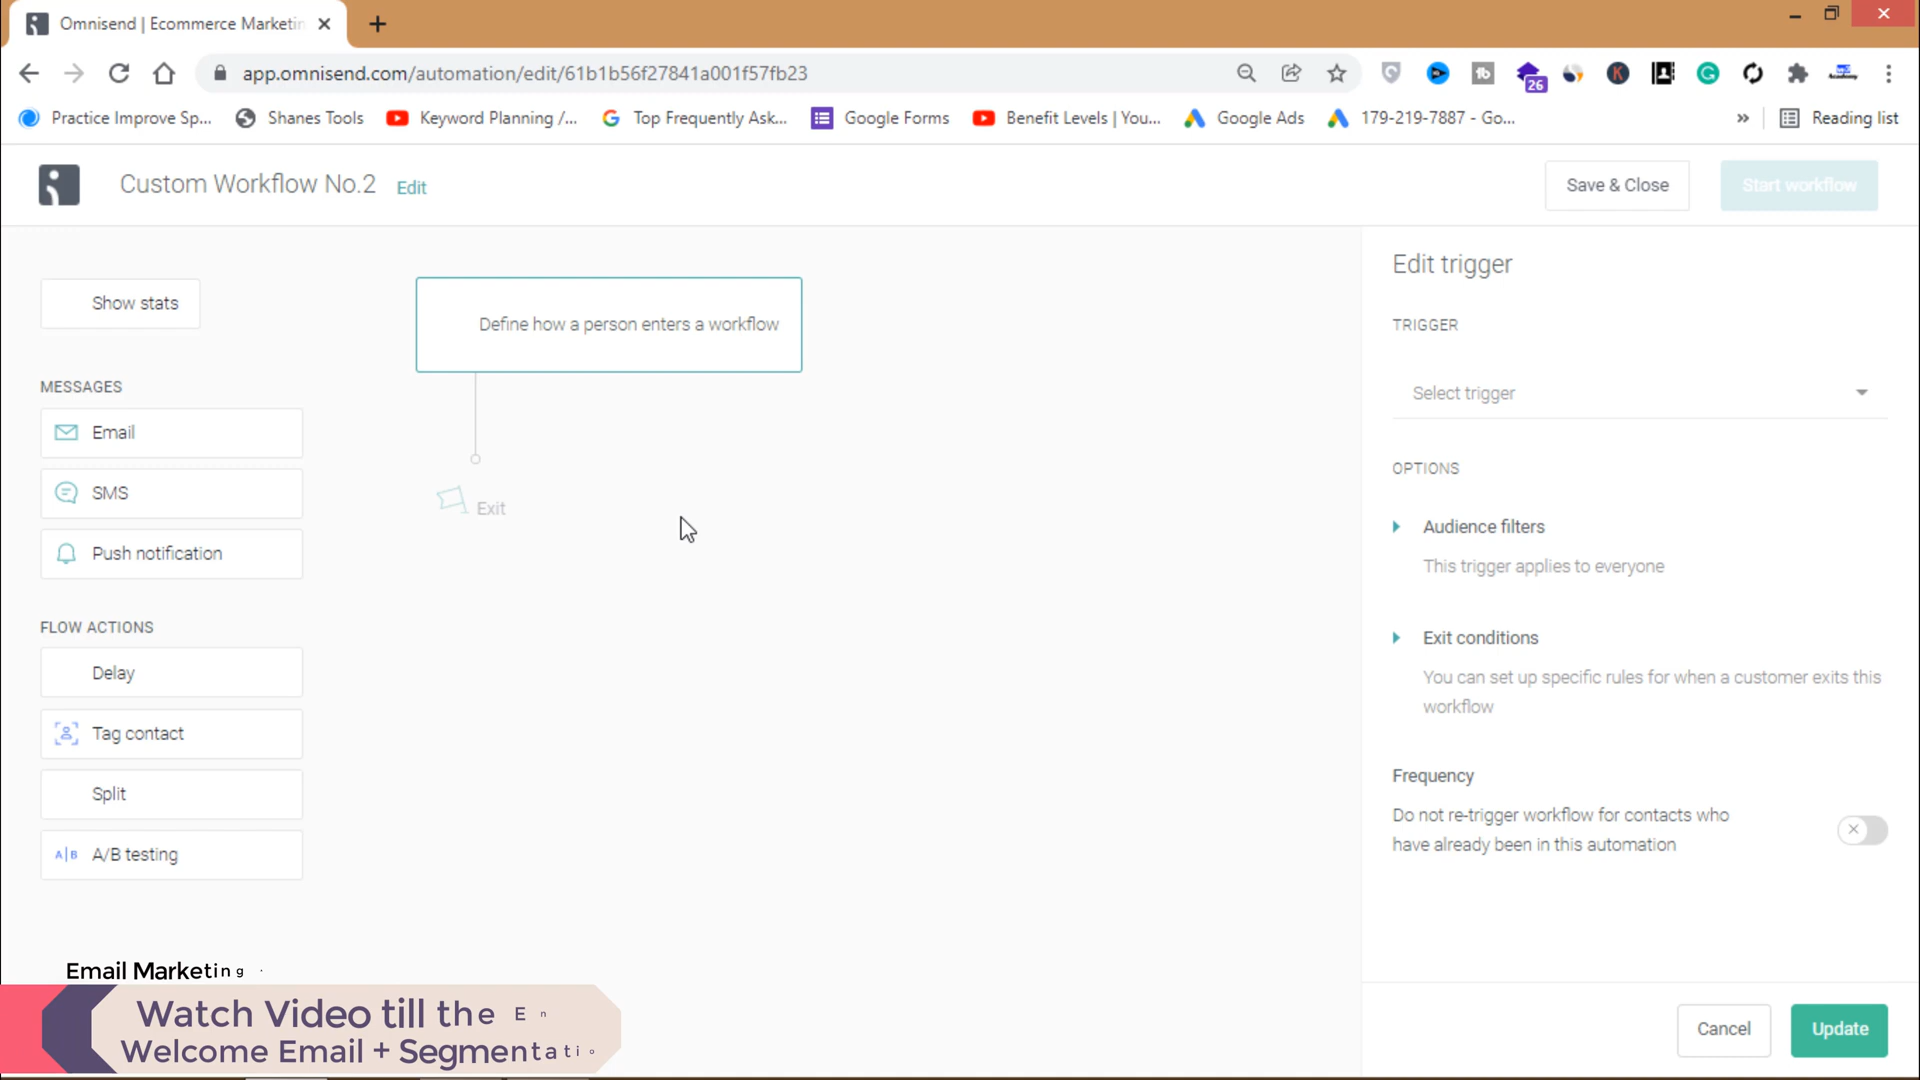 Omnisend | Ecommerce Marketin
app.omnisend.com/automation/edit/61b1b56f27841a001f57fb23
26
Practice Improve Sp...
Shanes Tools
Keyword Planning /...
Top Frequently Ask...
Google Forms
Benefit Levels | You...
Google Ads
179-219-7887 - Go...
»
Reading list
Custom Workflow No.2
Edit
Save & Close
Start workflow
Show stats
MESSAGES
Email
SMS
Push notification
FLOW ACTIONS
Delay
Tag contact
Split
A|B A/B testing
Define how a person enters a workflow
Exit
Edit trigger
TRIGGER
Select trigger
OPTIONS
Audience filters
This trigger applies to everyone
Exit conditions
You can set up specific rules for when a customer exits this
workflow
Frequency
Do not re-trigger workflow for contacts who
have already been in this automation
Cancel
Update
Email Marketing
Watch Video till the En
Welcome Email + Segmentatio